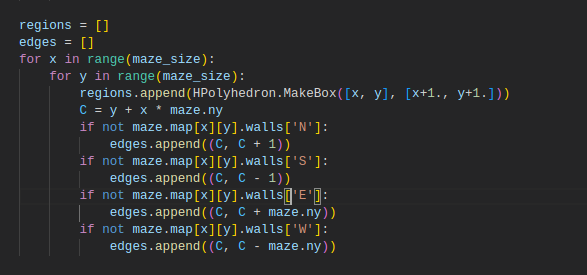 regions = []
edges = []
for x in range(maze_size):
    for y in range(maze_size):
        regions.append(HPolyhedron.MakeBox([x, y], [x+1., y+1.]))
        C = y + x * maze.ny
        if not maze.map[x][y].walls['N']:
            edges.append((C, C + 1))
        if not maze.map[x][y].walls['S']:
            edges.append((C, C - 1))
        if not maze.map[x][y].walls['E']:
            edges.append((C, C + maze.ny))
        if not maze.map[x][y].walls['W']:
            edges.append((C, C - maze.ny))